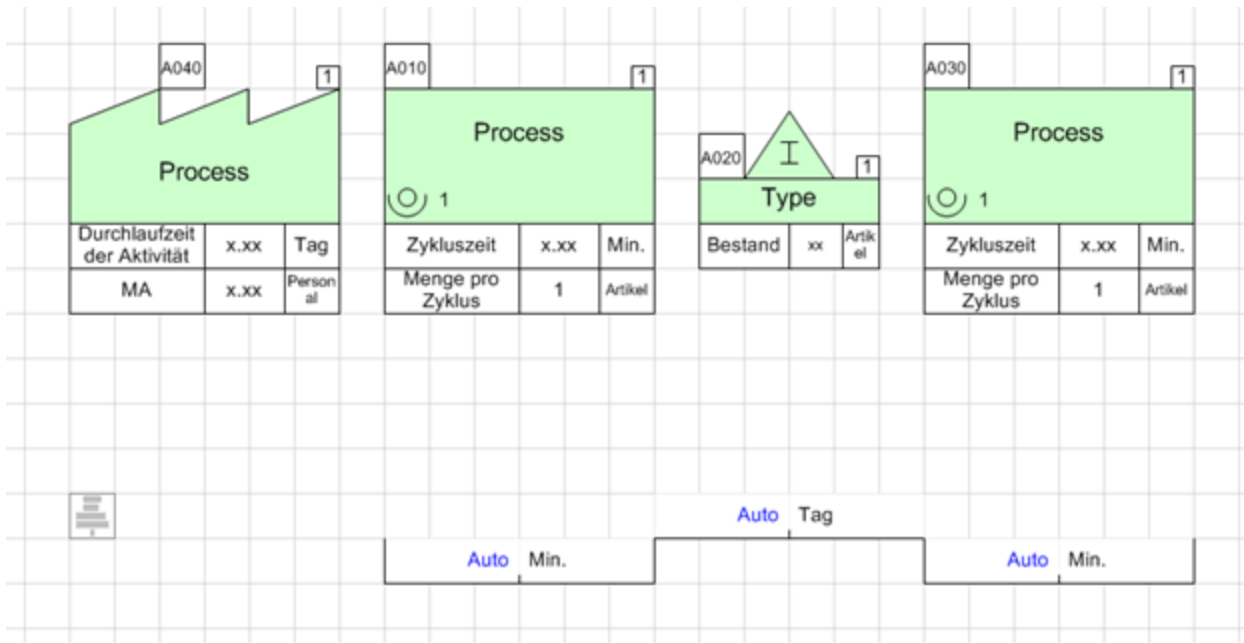 A040
1
Process
Durchlaufzeit
der Aktivität
x.xx
Tag
MA
x.xx
Person
al
A010
1
Process
1
Zykluszeit
x.xx
Min.
Menge pro
Zyklus
1
Artikel
A020
I
1
Type
Bestand
xx
Artik
el
A030
1
Process
1
Zykluszeit
x.xx
Min.
Menge pro
Zyklus
1
Artikel
Auto Tag
Auto Min.
Auto Min.